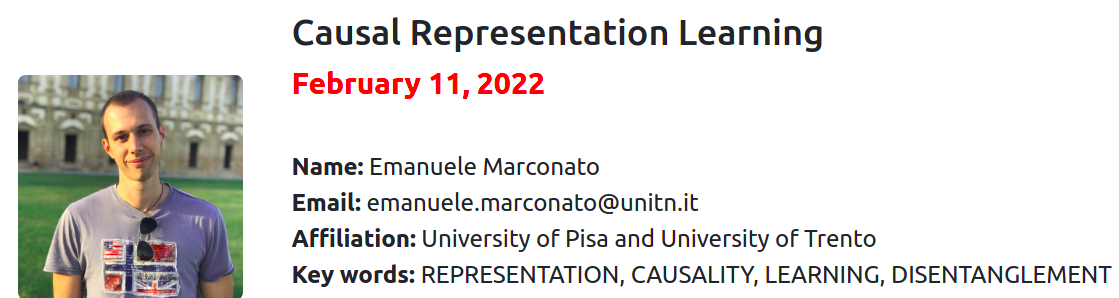 Causal Representation Learning
February 11, 2022
Name: Emanuele Marconato
Email: emanuele.marconato@unitn.it
Affiliation: University of Pisa and University of Trento
Key words: REPRESENTATION, CAUSALITY, LEARNING, DISENTANGLEMENT